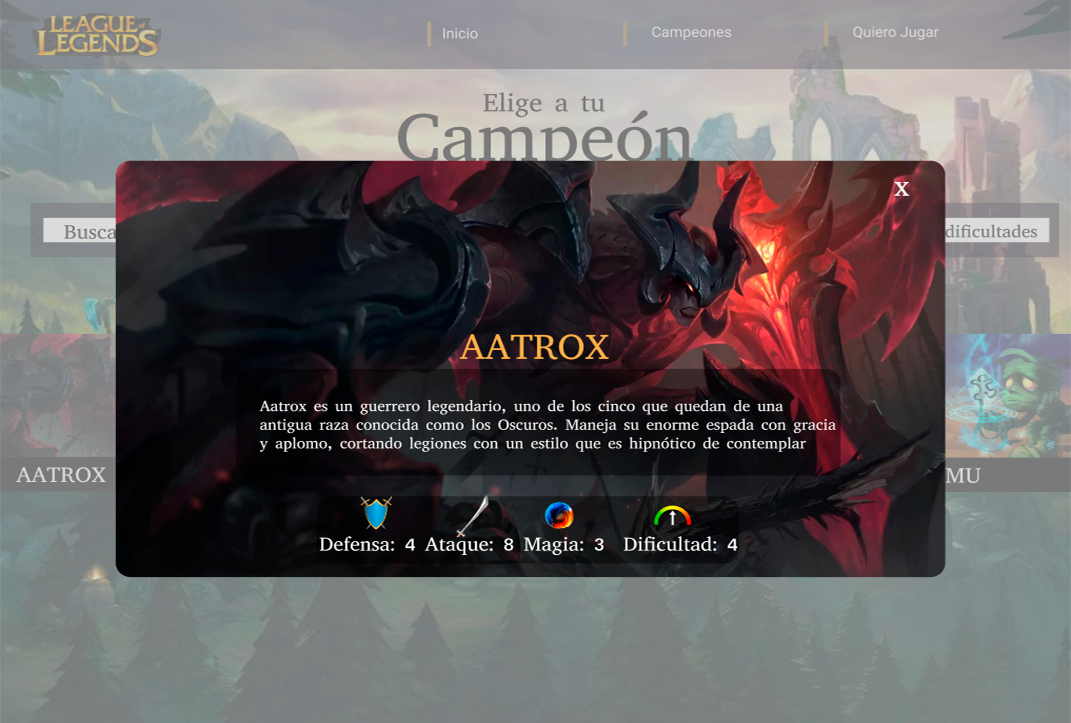 LEAGUE of
LEGENDS
Inicio
Campeones
Quiero Jugar
Elige a tu
Campeón
X
Busca
dificultades
AATROX
Aatrox es un guerrero legendario, uno de los cinco que quedan de una
antigua raza conocida como los Oscuros. Maneja su enorme espada con gracia
y aplomo, cortando legiones con un estilo que es hipnótico de contemplar
AATROX
MU
Defensa: 4 Ataque: 8 Magia: 3 Dificultad: 4